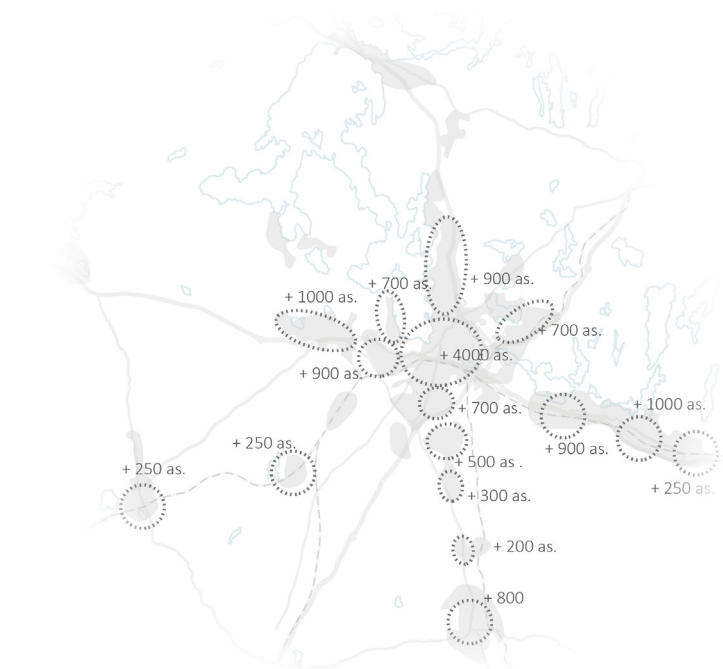 + 900 as.
+ 700 as.
+ 1000 as.
+ 700 as.
+ 4000 as.
+ 900 as.
+ 1000 as.
+ 700 as.
+ 900 as.
+ 250 as.
+ 500 as .
+ 250 as.
+ 250 as.
+ 300 as.
+ 200 as.
+ 800